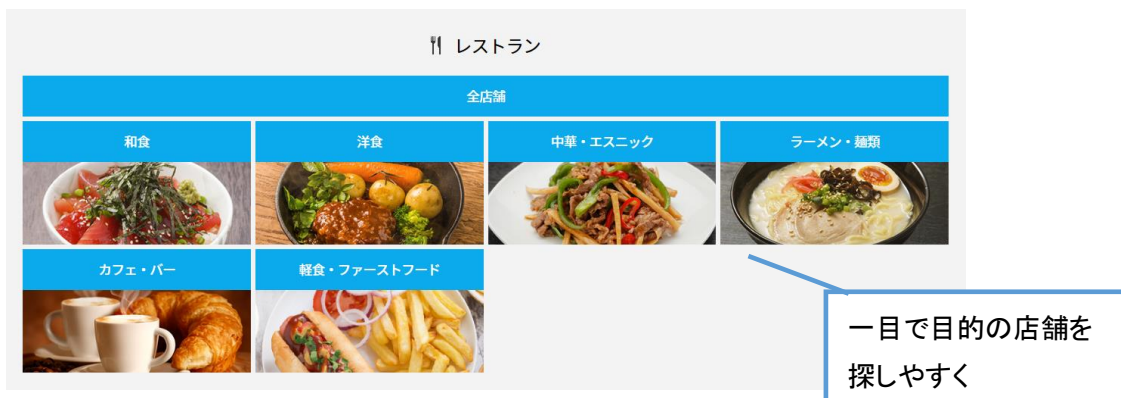 レストラン
全店舗
和食
洋食
中華・エスニック
ラーメン・麺類
カフェ・バー
軽食・ファーストフード
一目で目的の店舗を
探しやすく